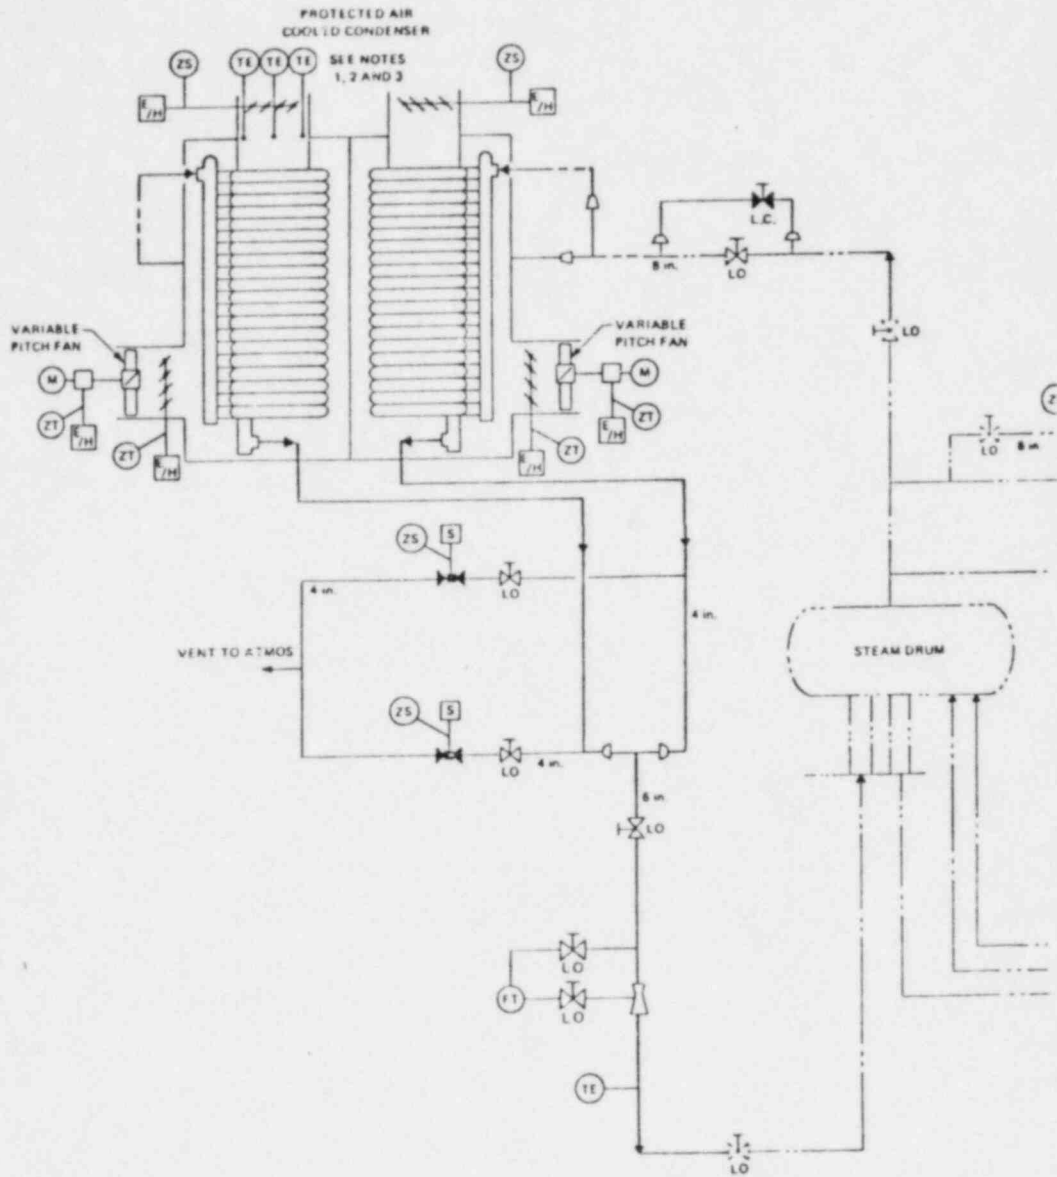 PROTECTED AIR
COOLED CONDENSER
SEE NOTES
1, 2 AND 3
ZS
TE
TE
TE
ZS
E/H
E/H
L.C.
8 in.
LO
LO
VARIABLE
PITCH FAN
VARIABLE
PITCH FAN
M
M
ZT
E/H
ZT
E/H
E/H
ZT
E/H
ZT
LO
8 in
ZS
S
4 in.
LO
4 in.
VENT TO ATMOS
STEAM DRUM
ZS
S
LO
4 in.
6 in.
LO
LO
FT
LO
TE
LO